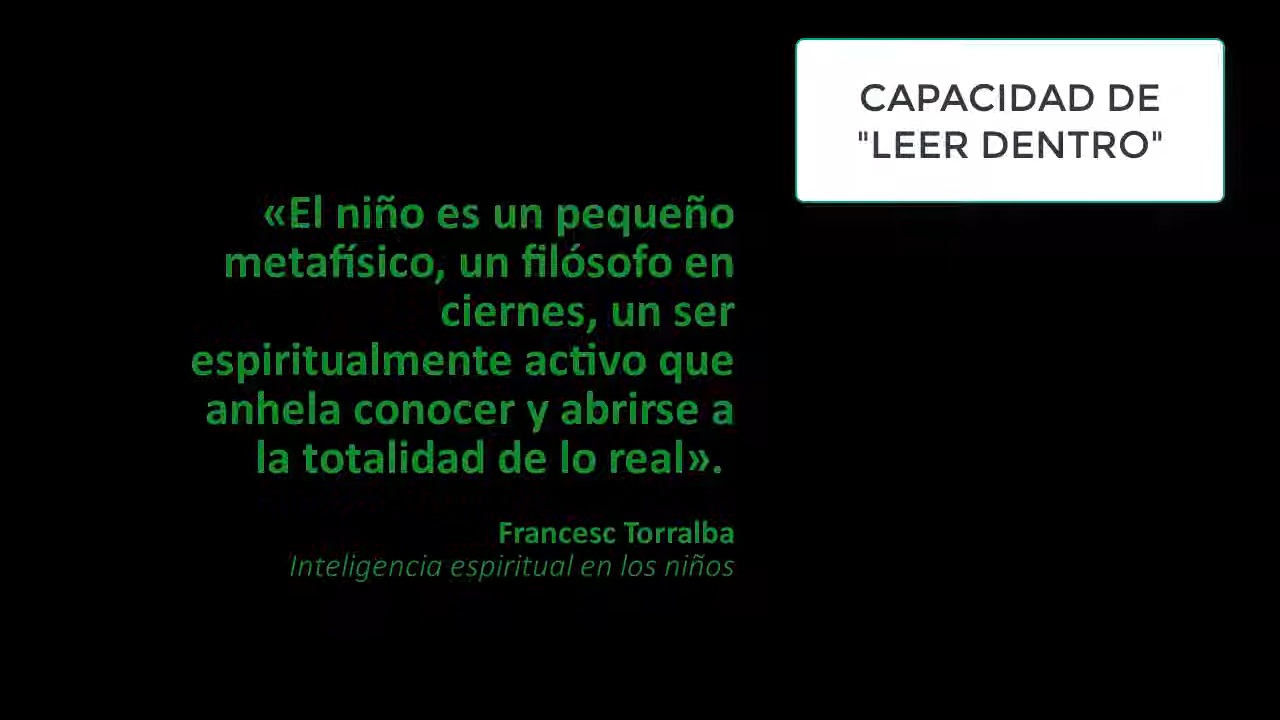 CAPACIDAD DE
"LEER DENTRO"
«El niño es un pequeño
metafísico, un filósofo en
ciernes, un ser
espiritualmente activo que
anhela conocer y abrirse a
la totalidad de lo real».
Francesc Torralba
Inteligencia espiritual en los niños